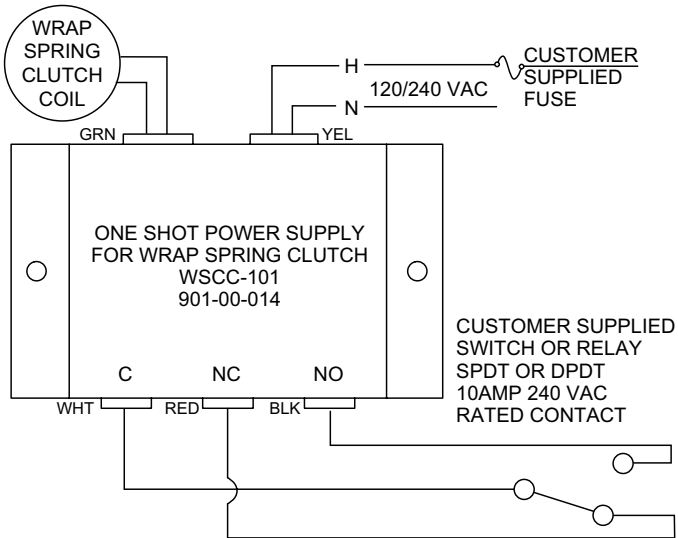 WRAP
SPRING
CLUTCH
COIL
H
120/240 VAC
N
CUSTOMER
SUPPLIED
FUSE
GRN
YEL
ONE SHOT POWER SUPPLY
FOR WRAP SPRING CLUTCH
WSCC-101
901-00-014
C
NC
NO
WHT
RED
BLK
CUSTOMER SUPPLIED
SWITCH OR RELAY
SPDT OR DPDT
10AMP 240 VAC
RATED CONTACT